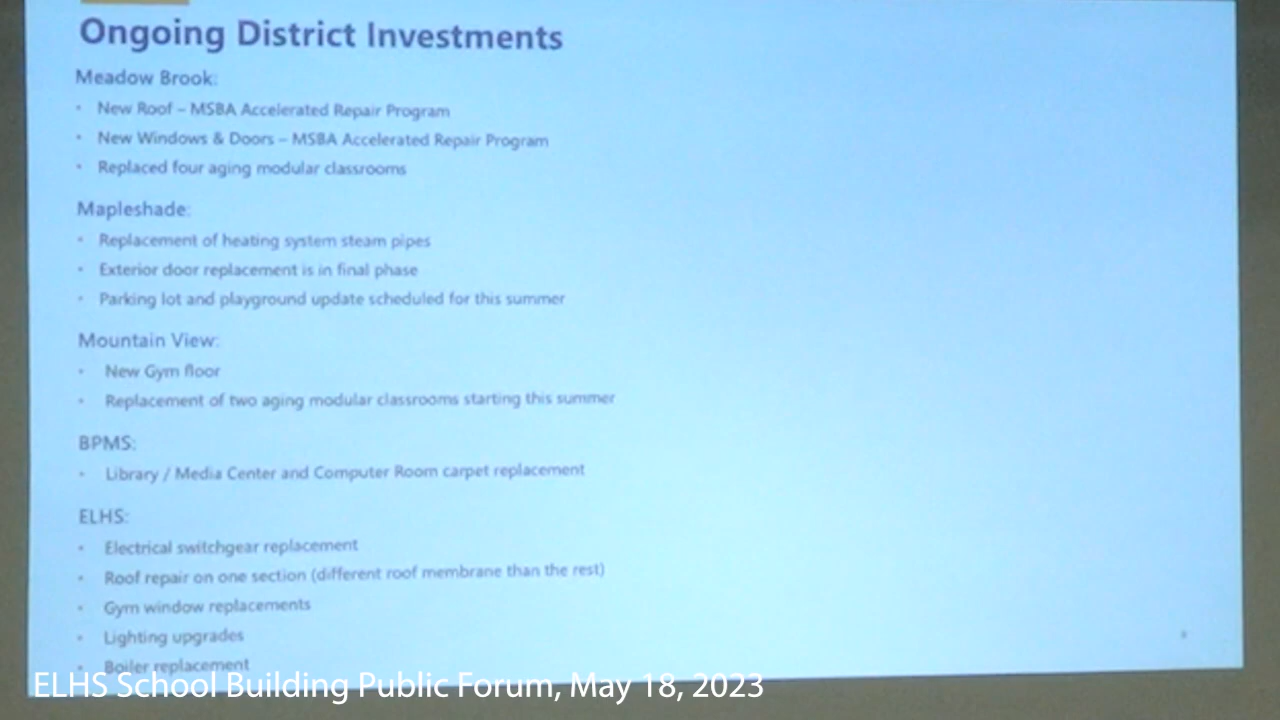 Ongoing District Investments
Meadow Brook:
• New Roof – MSBA Accelerated Repair Program
• New Windows & Doors – MSBA Accelerated Repair Program
• Replaced four aging modular classrooms
Mapleshade:
• Replacement of heating system steam pipes
• Exterior door replacement is in final phase
• Parking lot and playground update scheduled for this summer
Mountain View:
• New Gym floor
• Replacement of two aging modular classrooms starting this summer
BPMS:
• Library / Media Center and Computer Room carpet replacement
ELHS:
• Electrical switchgear replacement
• Roof repair on one section (different roof membrane than the rest)
• Gym window replacements
• Lighting upgrades
• Boiler replacement
ELHS School Building Public Forum, May 18, 2023